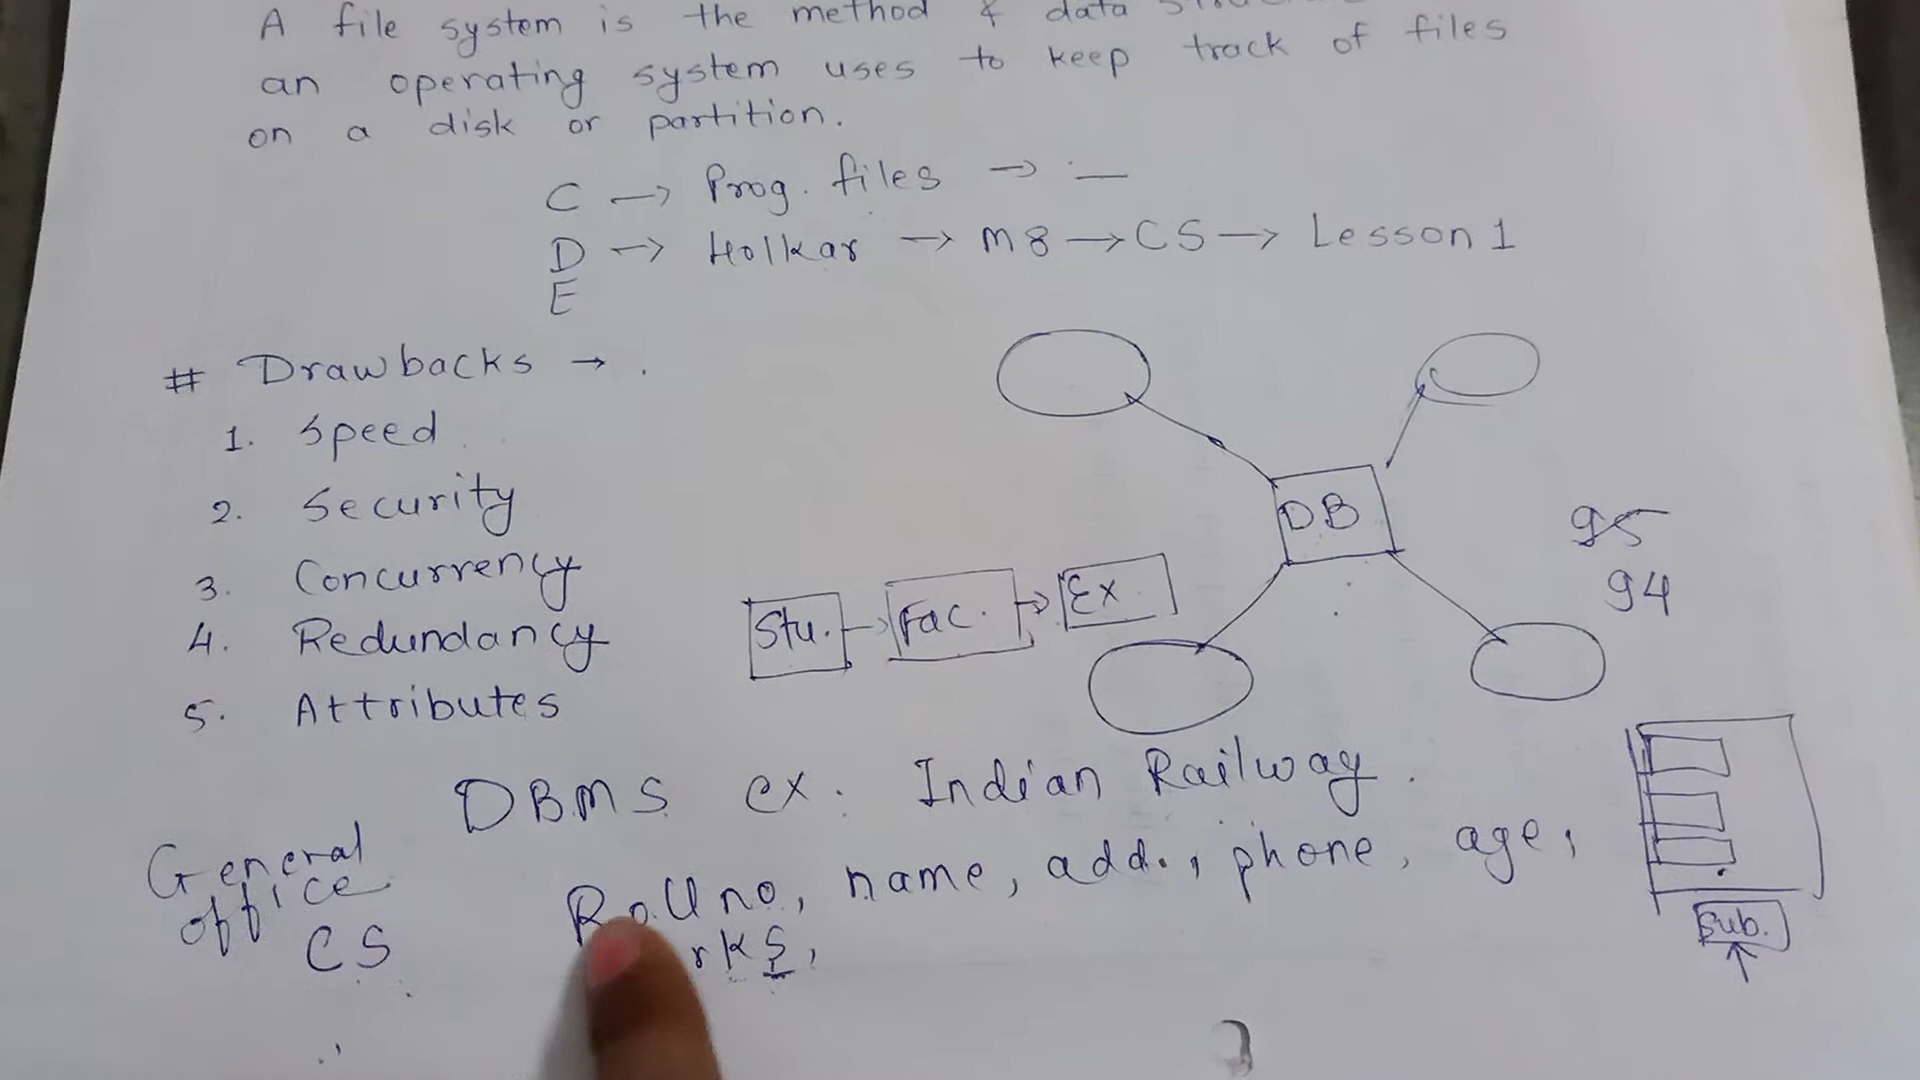 A file system is the method & data
an operating system uses to keep track of files
on a disk or partition.
C → Prog. files → —
D → Holkar → M8 → CS → Lesson 1
E
# Drawbacks →
1. Speed
2. Security
3. Concurrency
4. Redundancy
5. Attributes
DB
95
94
Stu. → Fac. → Ex.
DBMS ex. Indian Railway.
General
office
CS
Roll no, name, add., phone, age,
rks,
Sub.